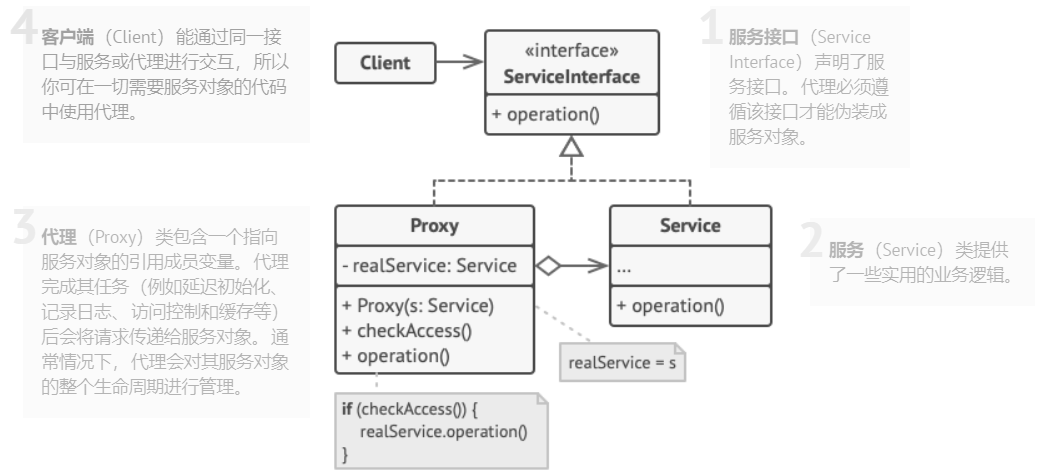 4
客户端（Client）能通过同一接
口与服务或代理进行交互，所以
你可在一切需要服务对象的代码
中使用代理。
Client
«interface»
ServiceInterface
+ operation()
1
服务接口（Service
Interface）声明了服
务接口。代理必须遵
循该接口才能伪装成
服务对象。
3
代理（Proxy）类包含一个指向
服务对象的引用成员变量。代理
完成其任务（例如延迟初始化、
记录日志、访问控制和缓存等）
后会将请求传递给服务对象。通
常情况下，代理会对其服务对象
的整个生命周期进行管理。
Proxy
- realService: Service
+ Proxy(s: Service)
+ checkAccess()
+ operation()
Service
...
+ operation()
2
服务（Service）类提供
了一些实用的业务逻辑。
realService = s
if (checkAccess()) {
realService.operation()
}